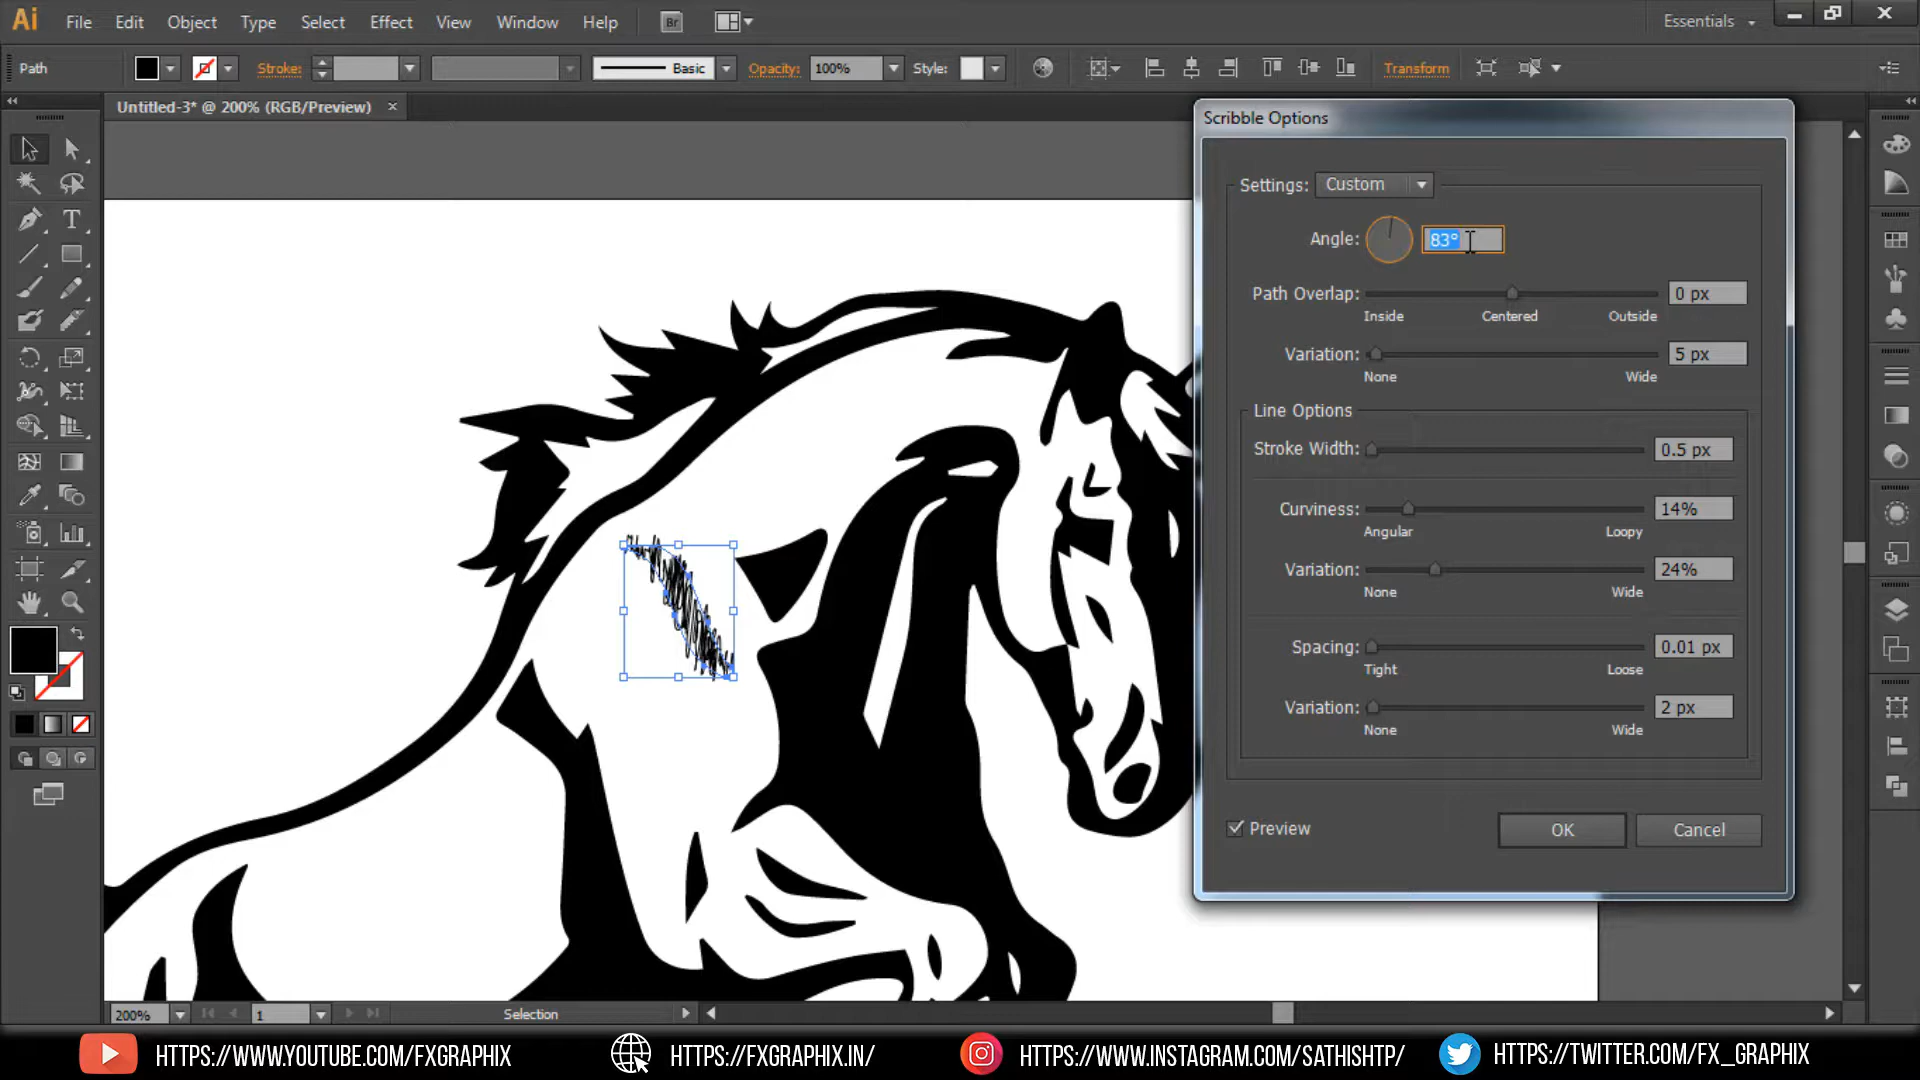 Ai File Edit Object Type Select Effect View Window Help Br Essentials
Path Stroke: Basic Opacity: 100% Style: Transform
Untitled-3* @ 200% (RGB/Preview) ×
Scribble Options
Settings: Custom
Angle: 83°
Path Overlap: 0 px
Inside Centered Outside
Variation: 5 px
None Wide
Line Options
Stroke Width: 0.5 px
Curviness: 14%
Angular Loopy
Variation: 24%
None Wide
Spacing: 0.01 px
Tight Loose
Variation: 2 px
None Wide
Preview OK Cancel
200% 1 Selection
HTTPS://WWW.YOUTUBE.COM/FXGRAPHIX HTTPS://FXGRAPHIX.IN/ HTTPS://WWW.INSTAGRAM.COM/SATHISHTP/ HTTPS://TWITTER.COM/FX_GRAPHIX